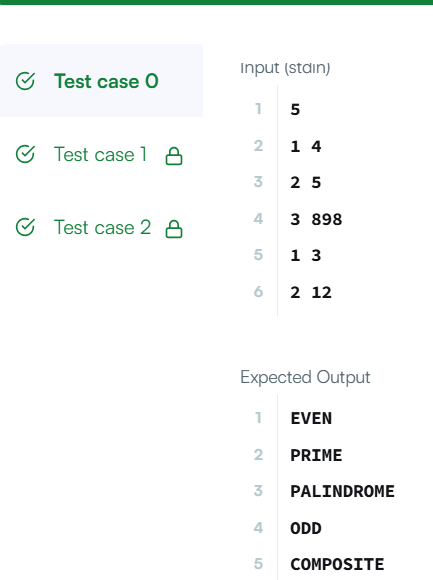 Test case 0
Test case 1
Test case 2
Input (stdin)
1 5
2 1 4
3 2 5
4 3 898
5 1 3
6 2 12
Expected Output
1 EVEN
2 PRIME
3 PALINDROME
4 ODD
5 COMPOSITE